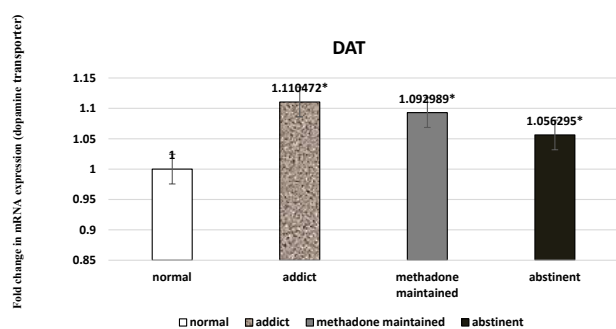 DAT
Fold change in mRNA expression (dopamine transporter)
1.15
1.1
1.05
1
0.95
0.9
0.85
1
1.110472*
1.092989*
1.056295*
normal
addict
methadone
maintained
abstinent
normal
addict
methadone maintained
abstinent